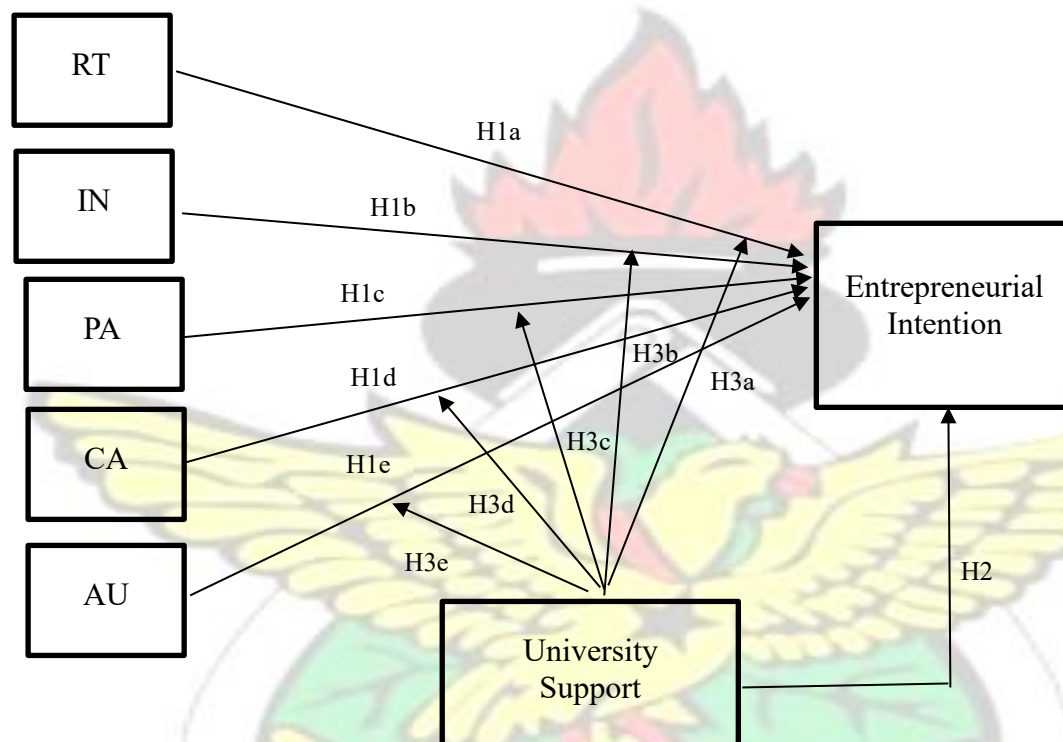 RT
H1a
IN
H1b
Entrepreneurial
Intention
H1c
PA
H3b
H1d
H3a
H3c
CA
H1e
H3d
H3e
H2
AU
University
Support